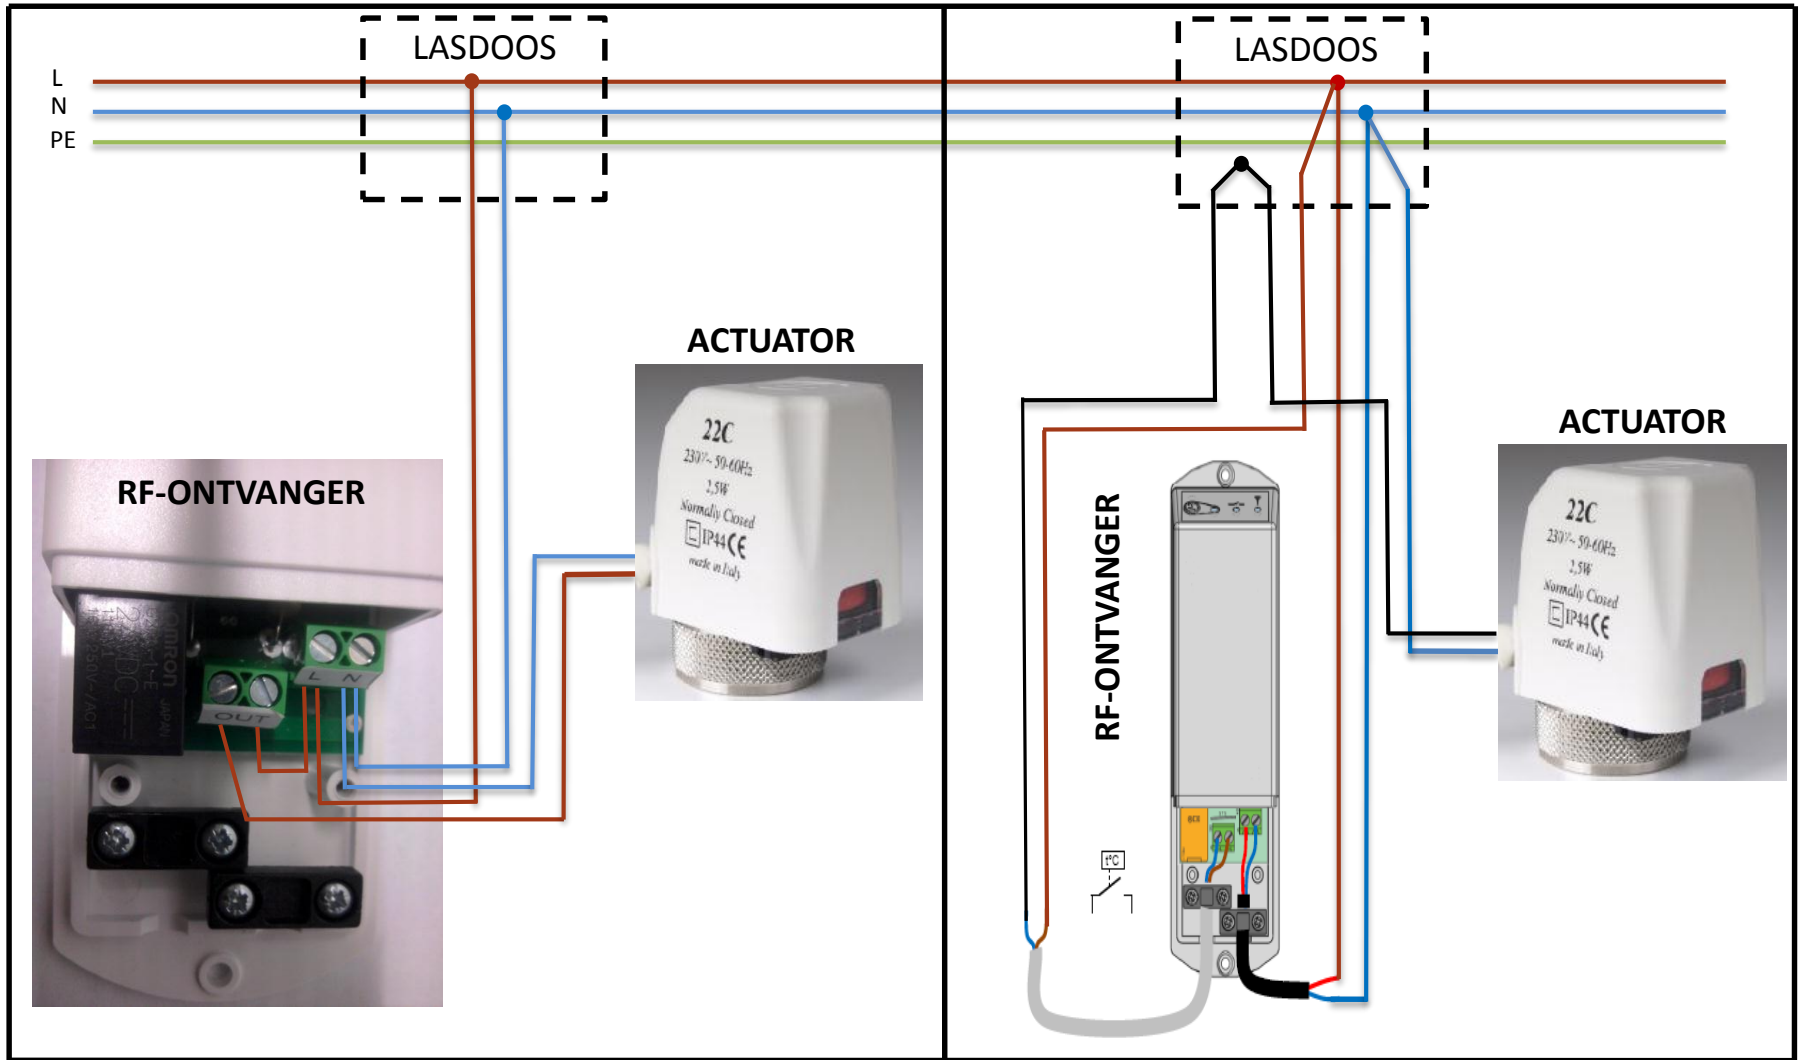 LASDOOS
L
N
PE
ACTUATOR
22C
230V~ 50-60Hz
2,5W
Normally Closed
IP44 CE
made in Italy
RF-ONTVANGER
omron
JAPAN
L N
OUT
LASDOOS
ACTUATOR
22C
230V~ 50-60Hz
2,5W
Normally Closed
IP44 CE
made in Italy
RF-ONTVANGER
t°C